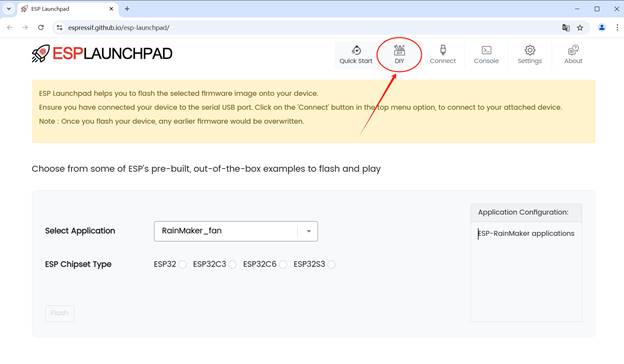 ESP Launchpad
espressif.github.io/esp-launchpad/
ESPLAUNCHPAD
Quick Start
DIY
Connect
Console
Settings
About
ESP Launchpad helps you to flash the selected firmware image onto your device.
Ensure you have connected your device to the serial USB port. Click on the 'Connect' button in the top menu option, to connect to your attached device.
Note : Once you flash your device, any earlier firmware would be overwritten.
Choose from some of ESP's pre-built, out-of-the-box examples to flash and play
Application Configuration:
Select Application RainMaker_fan
ESP-RainMaker applications
ESP Chipset Type ESP32 ESP32C3 ESP32C6 ESP32S3
Flash